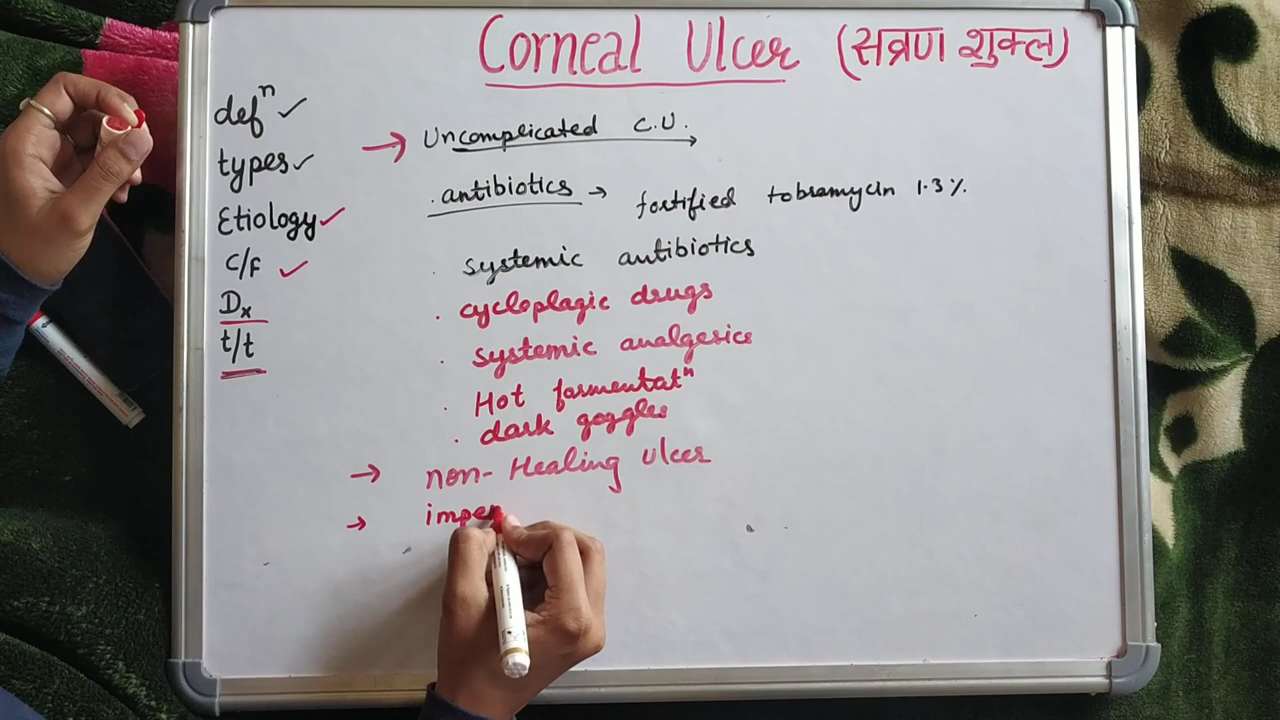 Corneal Ulcer (सव्रण शुक्ल)
defⁿ ✓
types ✓
Etiology ✓
C/F ✓
Dx
t/t
→ Uncomplicated C.U.
. antibiotics → fortified tobramycin 1.3%
. systemic antibiotics
. cycloplagic drugs
. systemic analgesics
. Hot formentatⁿ
. dark goggles
→ non-Healing Ulcer
→ impen